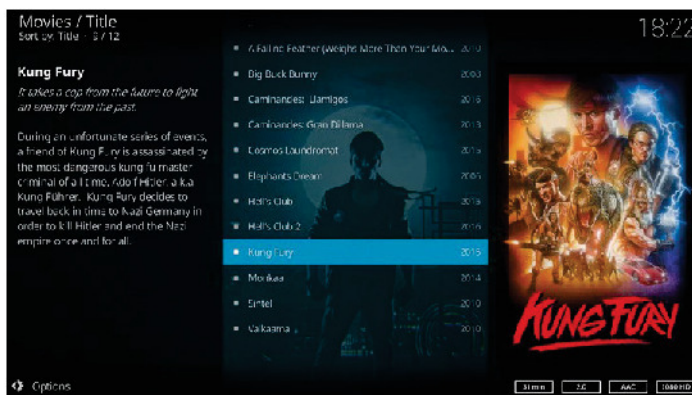 Movies / Title
Sort by: Title · 9 / 12
18:22
Kung Fury
It takes a cop from the future to fight
an enemy from the past.
During an unfortunate series of events,
a friend of Kung Fury is assassinated by
the most dangerous kung fu master
criminal of all time, Adolf Hitler, a.k.a
Kung Führer. Kung Fury decides to
travel back in time to Nazi Germany in
order to kill Hitler and end the Nazi
empire once and for all.
A Falling Feather (Weighs More Than Your Mo... 2010
Big Buck Bunny 2008
Caminandes: Llamigos 2016
Caminandes: Gran Dillama 2013
Cosmos Laundromat 2015
Elephants Dream 2006
Hell's Club 2015
Hell's Club 2 2016
Kung Fury 2015
Monkaa 2014
Sintel 2010
Valkaama 2010
KUNG FURY
Options
31 min 2.0 AAC 1080 HD